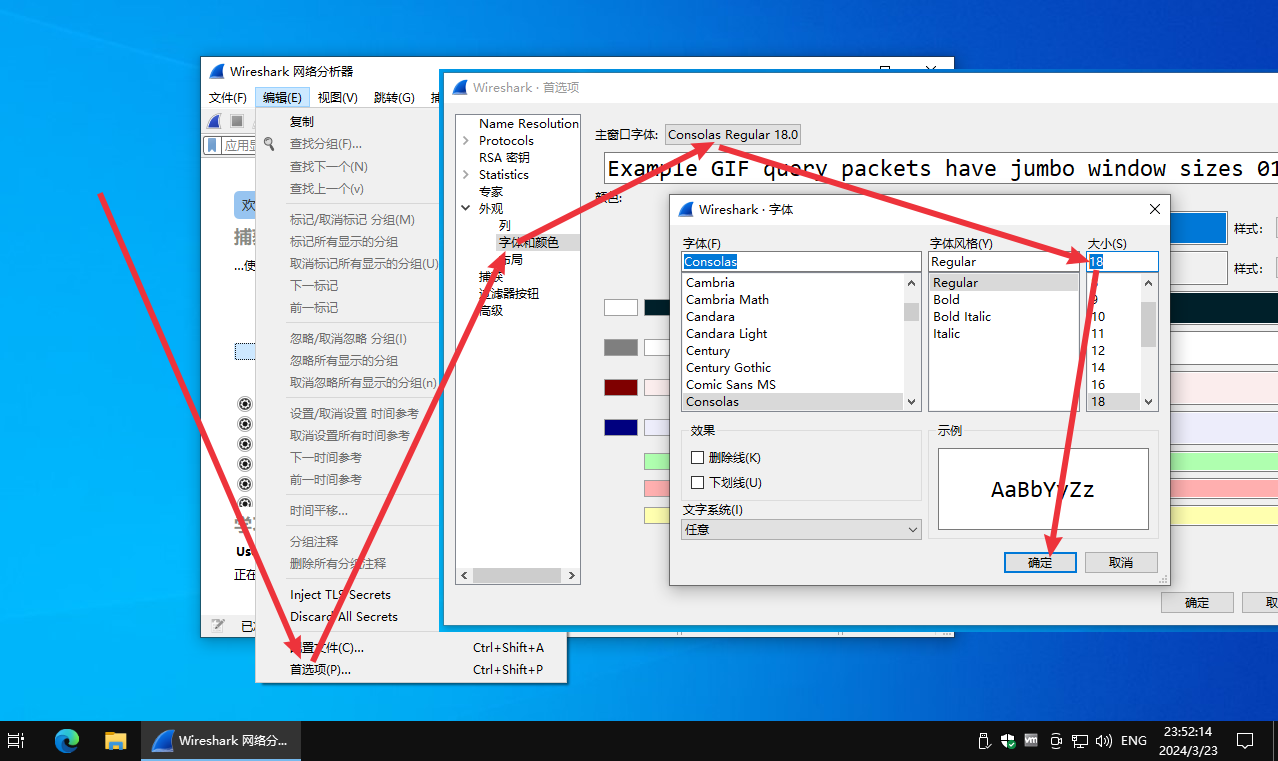 Wireshark 网络分析器
文件(F) 编辑(E) 视图(V) 跳转(G)
应用
复制
查找分组(F)...
查找下一个(N)
查找上一个(v)
标记/取消标记 分组(M)
标记所有显示的分组
取消标记所有显示的分组(U)
下一标记
前一标记
忽略/取消忽略 分组(I)
忽略所有显示的分组
取消忽略所有显示的分组(n)
设置/取消设置 时间参考
取消设置所有时间参考
下一时间参考
前一时间参考
时间平移...
分组注释
删除所有分组注释
Inject TLS Secrets
Discard All Secrets
配置文件(C)... Ctrl+Shift+A
首选项(P)... Ctrl+Shift+P
欢
...使
正在
Wireshark · 首选项
Name Resolution
Protocols
RSA 密钥
Statistics
专家
外观
列
字体和颜色
布局
捕获
过滤器按钮
高级
主窗口字体: Consolas Regular 18.0
Example GIF query packets have jumbo window sizes 01
颜色:
样式:
样式:
Wireshark · 字体
字体(F)
Consolas
Cambria
Cambria Math
Candara
Candara Light
Century
Century Gothic
Comic Sans MS
Consolas
字体风格(Y)
Regular
Regular
Bold
Bold Italic
Italic
大小(S)
18
9
10
11
12
14
16
18
效果
删除线(K)
下划线(U)
文字系统(I)
任意
示例
AaBbYyZz
确定 取消
确定 取
Wireshark 网络分...
ENG
23:52:14
2024/3/23